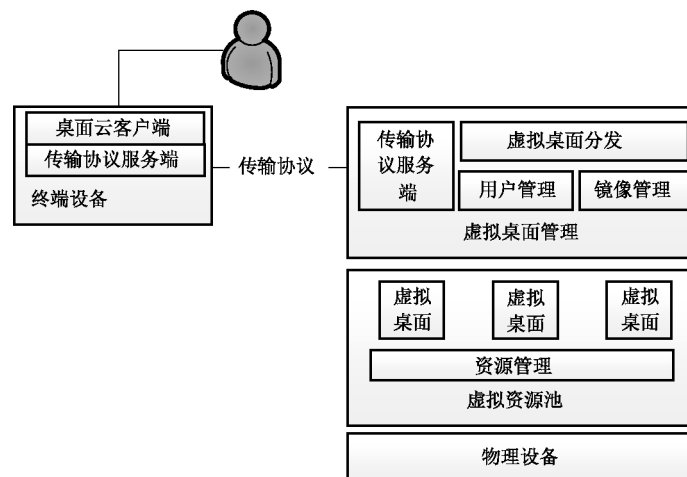 桌面云客户端
传输协议服务端
终端设备
传输协议
传输协
议服务
端
虚拟桌面分发
用户管理
镜像管理
虚拟桌面管理
虚拟
桌面
虚拟
桌面
虚拟
桌面
资源管理
虚拟资源池
物理设备